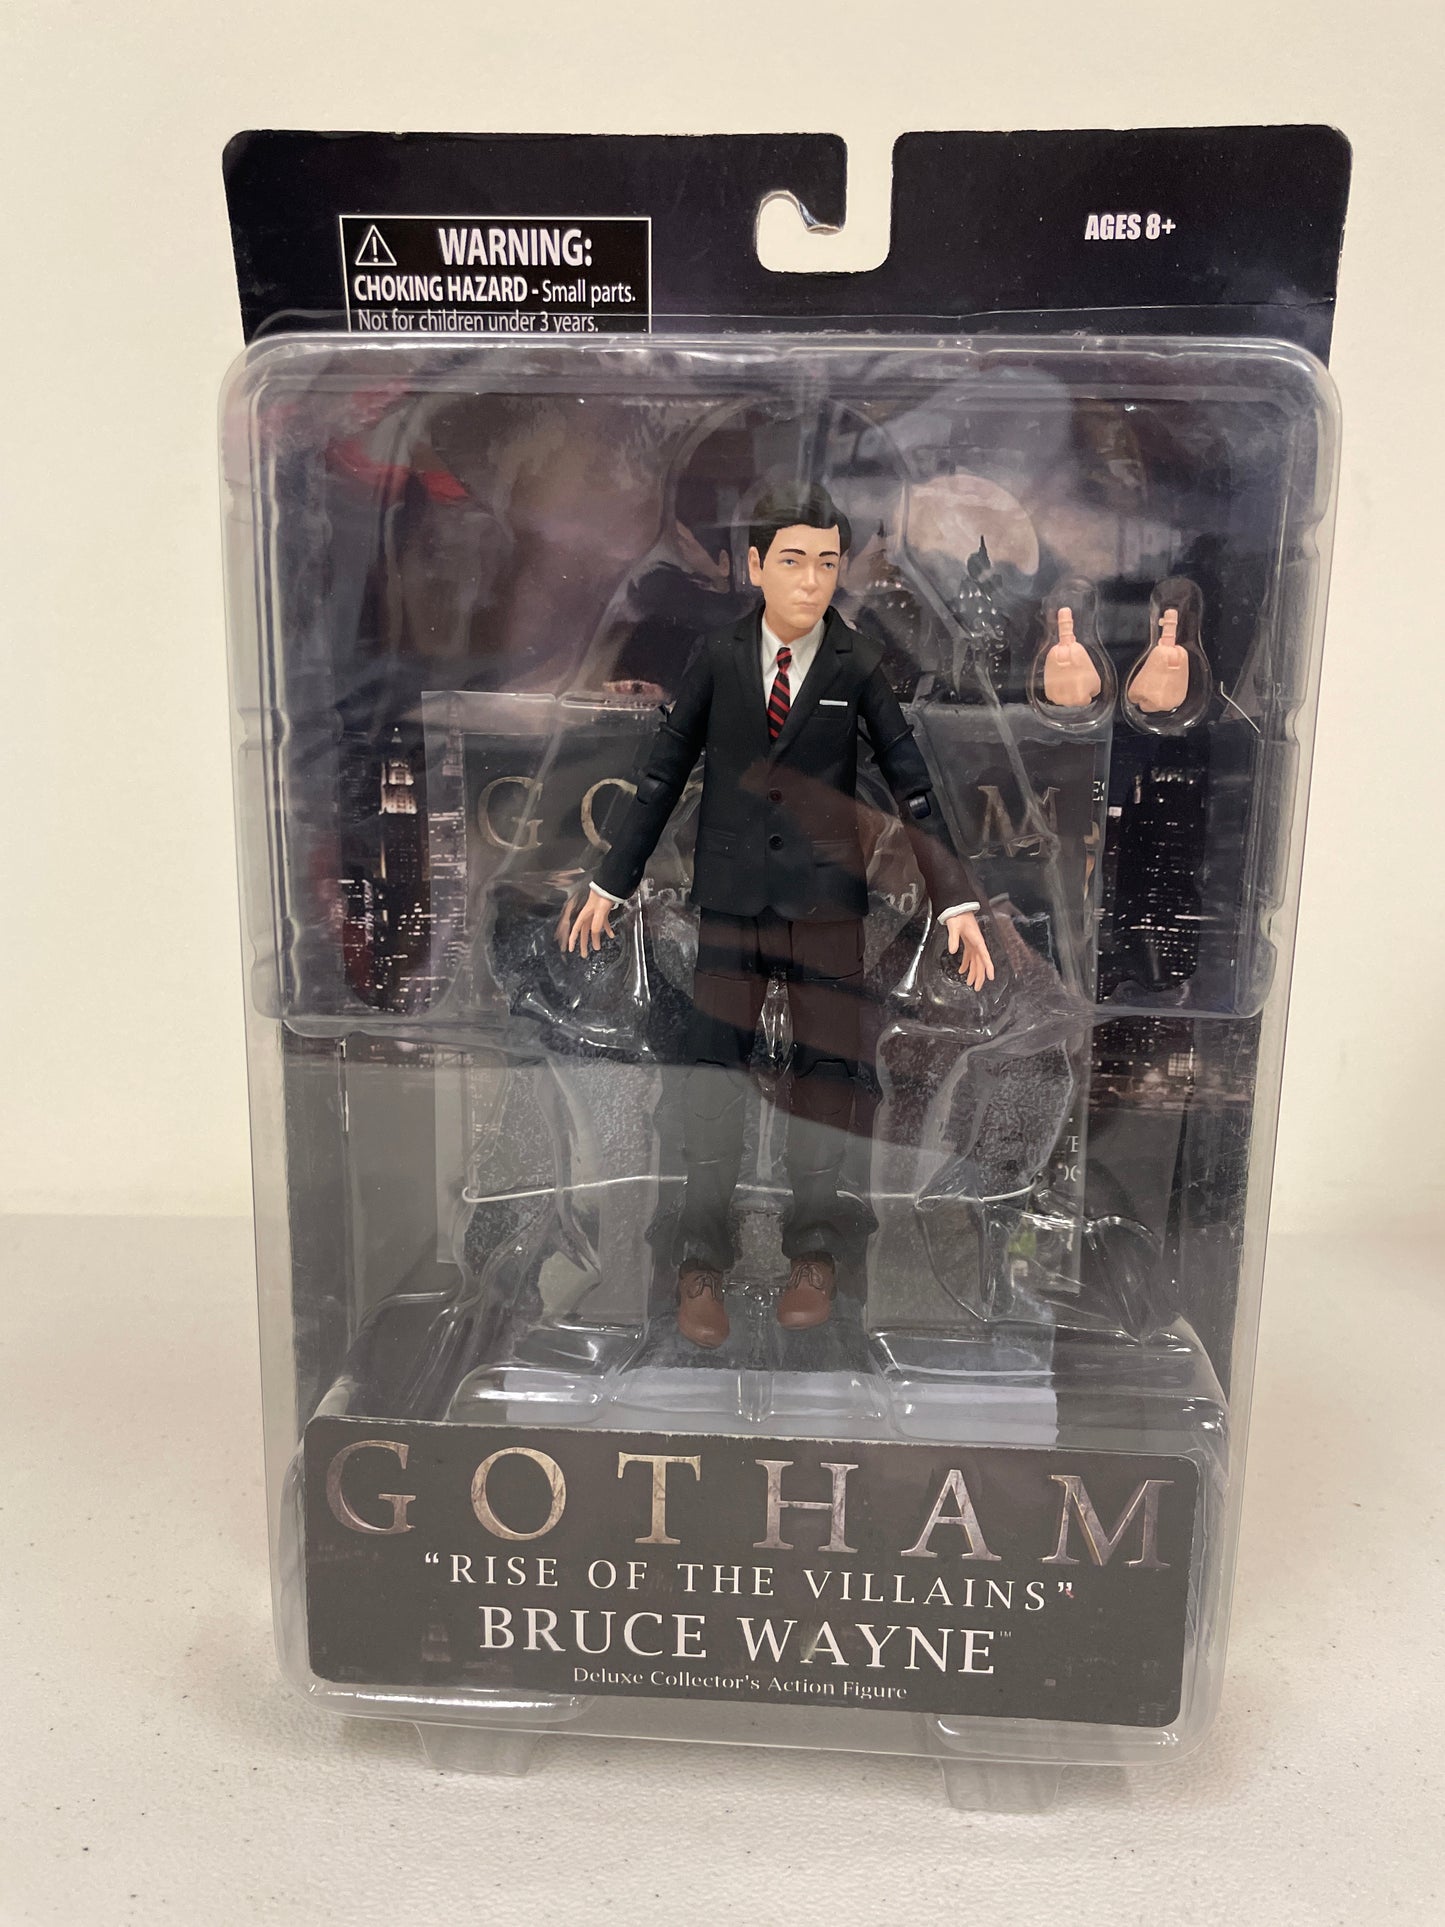 WARNING:
CHOKING HAZARD - Small parts.
Not for children under 3 years.
AGES 8+
GOTHAM
"RISE OF THE VILLAINS"
BRUCE WAYNE™
Deluxe Collector's Action Figure